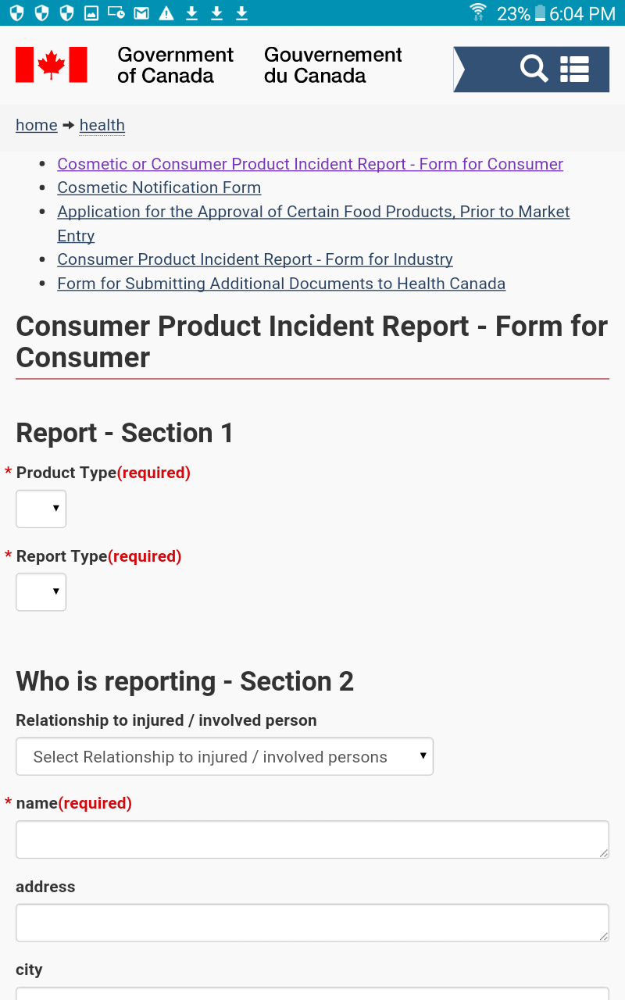 23% 6:04 PM
Government Gouvernement
of Canada du Canada
home health
Cosmetic or Consumer Product Incident Report - Form for Consumer
Cosmetic Notification Form
Application for the Approval of Certain Food Products, Prior to Market
Entry
Consumer Product Incident Report - Form for Industry
Form for Submitting Additional Documents to Health Canada
Consumer Product Incident Report - Form for
Consumer
Report - Section 1
* Product Type(required)
* Report Type(required)
Who is reporting - Section 2
Relationship to injured / involved person
Select Relationship to injured / involved persons
* name(required)
address
city